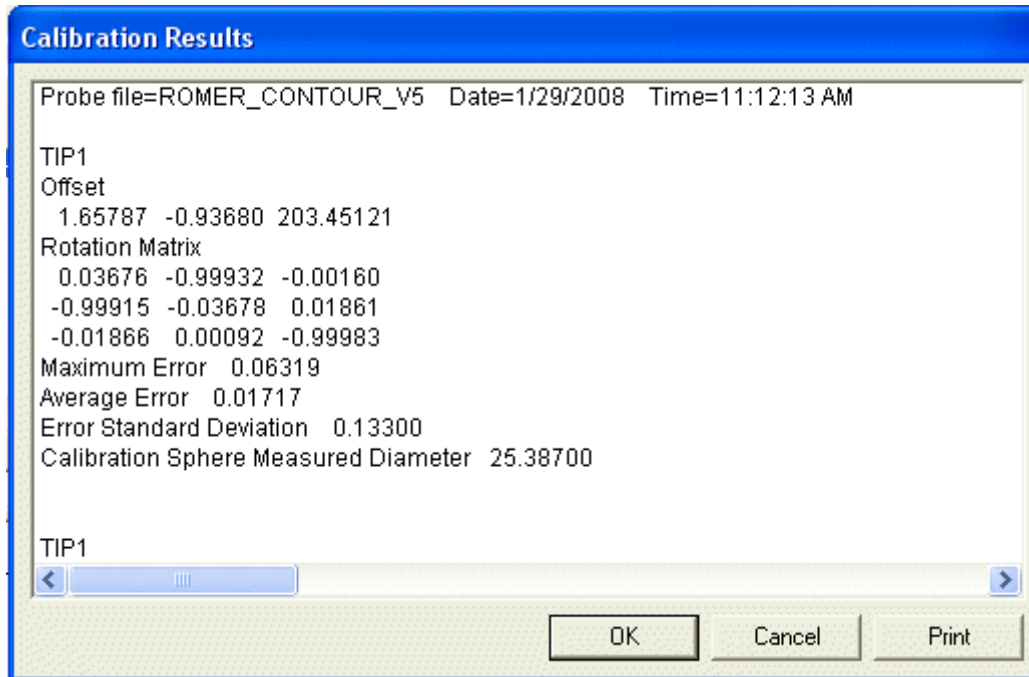 Calibration Results
Probe file=ROMER_CONTOUR_V5 Date=1/29/2008 Time=11:12:13 AM
TIP1
Offset
1.65787 -0.93680 203.45121
Rotation Matrix
0.03676 -0.99932 -0.00160
-0.99915 -0.03678 0.01861
-0.01866 0.00092 -0.99983
Maximum Error 0.06319
Average Error 0.01717
Error Standard Deviation 0.13300
Calibration Sphere Measured Diameter 25.38700
TIP1
OK Cancel Print